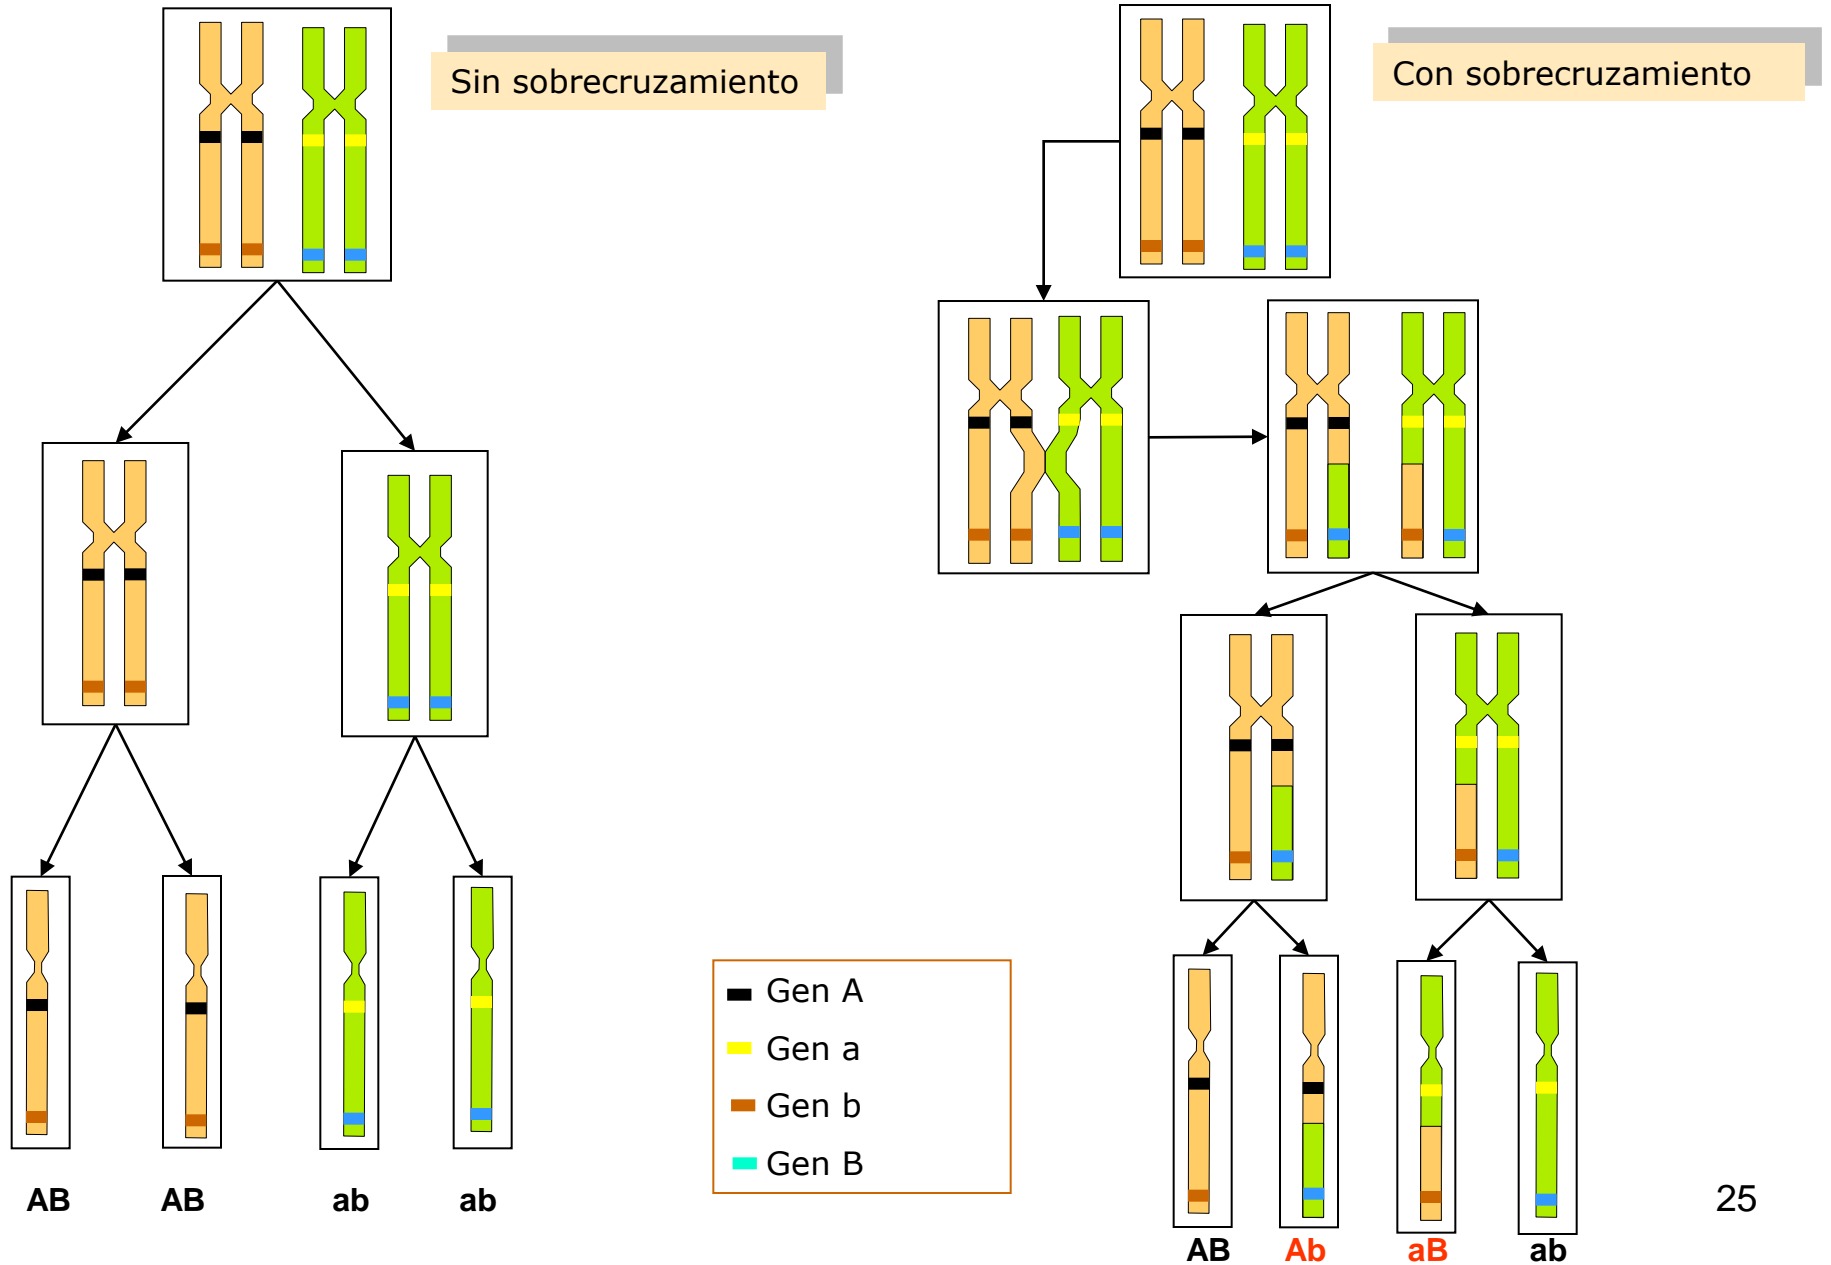 Sin sobrecruzamiento
Con sobrecruzamiento
Gen A
Gen a
Gen b
Gen B
AB AB ab ab
25
AB Ab aB ab